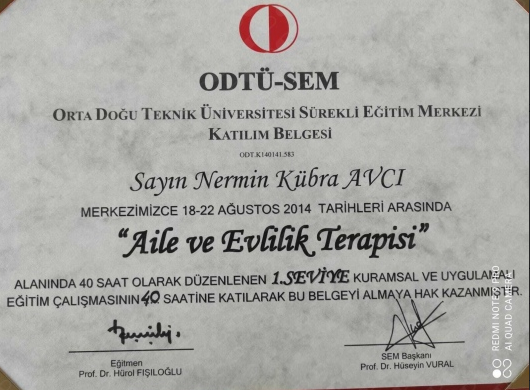 ODTÜ-SEM
ORTA DOĞU TEKNİK ÜNİVERSİTESİ SÜREKLİ EĞİTİM MERKEZİ
KATILIM BELGESİ
ODT.K140141.583
Sayın Nermin Kübra AVCI
MERKEZİMİZCE 18-22 AĞUSTOS 2014 TARİHLERİ ARASINDA
“Aile ve Evlilik Terapisi”
ALANINDA 40 SAAT OLARAK DÜZENLENEN 1.SEVİYE KURAMSAL VE UYGULAMALI
EĞİTİM ÇALIŞMASININ 40 SAATİNE KATILARAK BU BELGEYİ ALMAYA HAK KAZANMIŞTIR.
Eğitmen
Prof. Dr. Hürol FIŞILOĞLU
SEM Başkanı
Prof. Dr. Hüseyin VURAL
REDMI NOTE 8 PRO
AI QUAD CAMERA